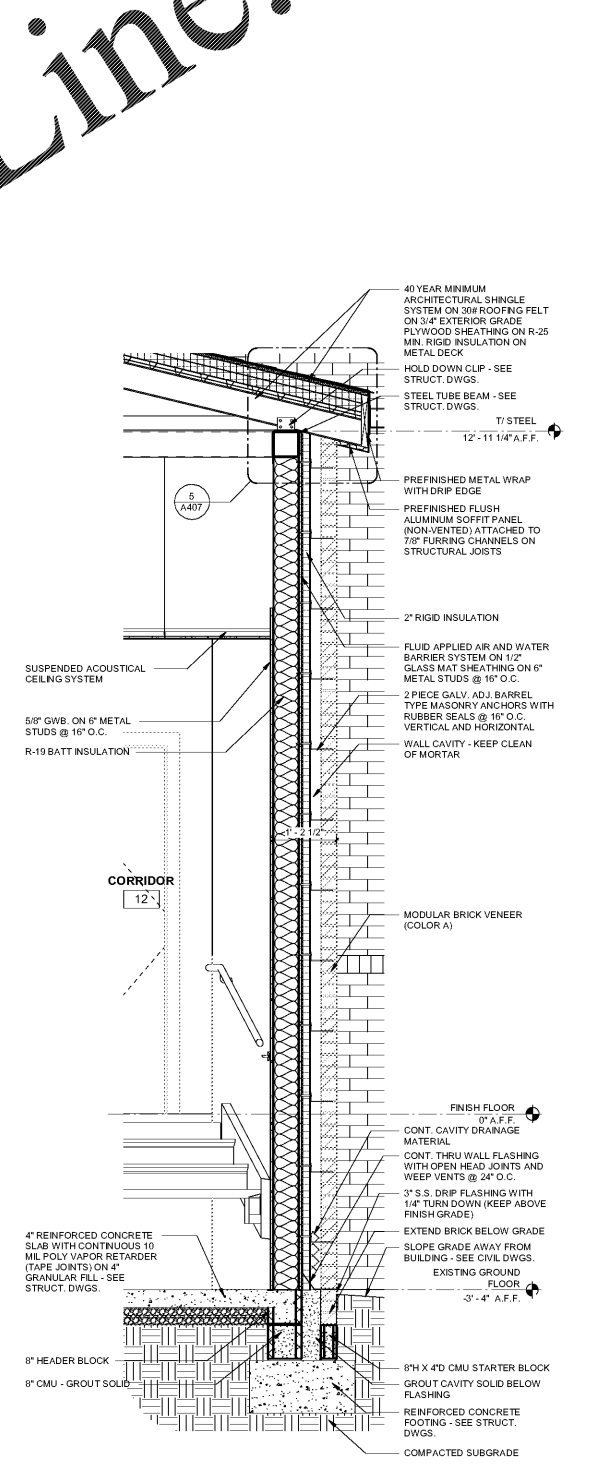 Line.
40 YEAR MINIMUM
ARCHITECTURAL SHINGLE
SYSTEM ON 30# ROOFING FELT
ON 3/4" EXTERIOR GRADE
PLYWOOD SHEATHING ON R-25
MIN. RIGID INSULATION ON
METAL DECK
HOLD DOWN CLIP - SEE
STRUCT. DWGS.
STEEL TUBE BEAM - SEE
STRUCT. DWGS.
T/ STEEL
12' - 11 1/4" A.F.F.
5
A407
PREFINISHED METAL WRAP
WITH DRIP EDGE
PREFINISHED FLUSH
ALUMINUM SOFFIT PANEL
(NON-VENTED) ATTACHED TO
7/8" FURRING CHANNELS ON
STRUCTURAL JOISTS
2" RIGID INSULATION
FLUID APPLIED AIR AND WATER
BARRIER SYSTEM ON 1/2"
GLASS MAT SHEATHING ON 6"
METAL STUDS @ 16" O.C.
SUSPENDED ACOUSTICAL
CEILING SYSTEM
2 PIECE GALV. ADJ. BARREL
TYPE MASONRY ANCHORS WITH
RUBBER SEALS @ 16" O.C.
VERTICAL AND HORIZONTAL
5/8" GWB. ON 6" METAL
STUDS @ 16" O.C.
R-19 BATT INSULATION
WALL CAVITY - KEEP CLEAN
OF MORTAR
1' - 2 1/2"
CORRIDOR
12
MODULAR BRICK VENEER
(COLOR A)
FINISH FLOOR
0" A.F.F.
CONT. CAVITY DRAINAGE
MATERIAL
CONT. THRU WALL FLASHING
WITH OPEN HEAD JOINTS AND
WEEP VENTS @ 24" O.C.
3" S.S. DRIP FLASHING WITH
1/4" TURN DOWN (KEEP ABOVE
FINISH GRADE)
EXTEND BRICK BELOW GRADE
SLOPE GRADE AWAY FROM
BUILDING - SEE CIVIL DWGS.
EXISTING GROUND
FLOOR
-3' - 4" A.F.F.
4" REINFORCED CONCRETE
SLAB WITH CONTINUOUS 10
MIL POLY VAPOR RETARDER
(TAPE JOINTS) ON 4"
GRANULAR FILL - SEE
STRUCT. DWGS.
8" HEADER BLOCK
8" CMU - GROUT SOLID
8"H X 4"D CMU STARTER BLOCK
GROUT CAVITY SOLID BELOW
FLASHING
REINFORCED CONCRETE
FOOTING - SEE STRUCT.
DWGS.
COMPACTED SUBGRADE